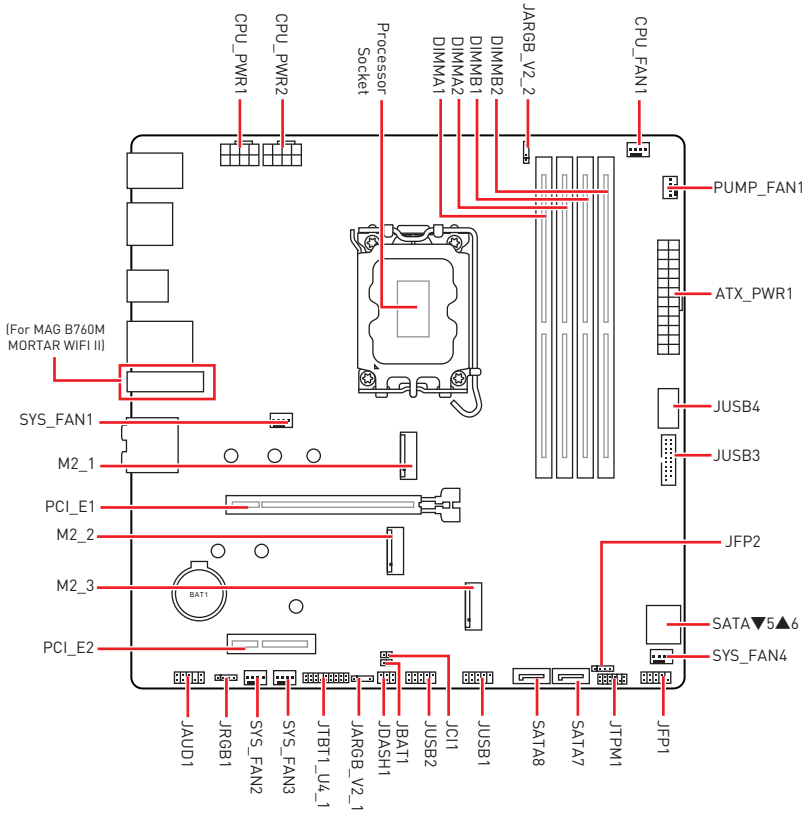 CPU_PWR1
CPU_PWR2
Processor
Socket
DIMMA1
DIMMA2
DIMMB1
DIMMB2
JARGB_V2_2
CPU_FAN1
PUMP_FAN1
ATX_PWR1
(For MAG B760M
MORTAR WIFI II)
JUSB4
SYS_FAN1
JUSB3
M2_1
PCI_E1
M2_2
JFP2
M2_3
BAT1
SATA▼5▲6
PCI_E2
SYS_FAN4
JAUD1
JRGB1
SYS_FAN2
SYS_FAN3
JTBT1_U4_1
JARGB_V2_1
JDASH1
JBAT1
JUSB2
JCI1
JUSB1
SATA8
SATA7
JTPM1
JFP1